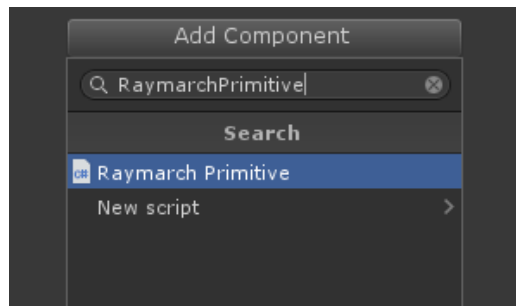 Add Component
RaymarchPrimitive
Search
c# Raymarch Primitive
New script